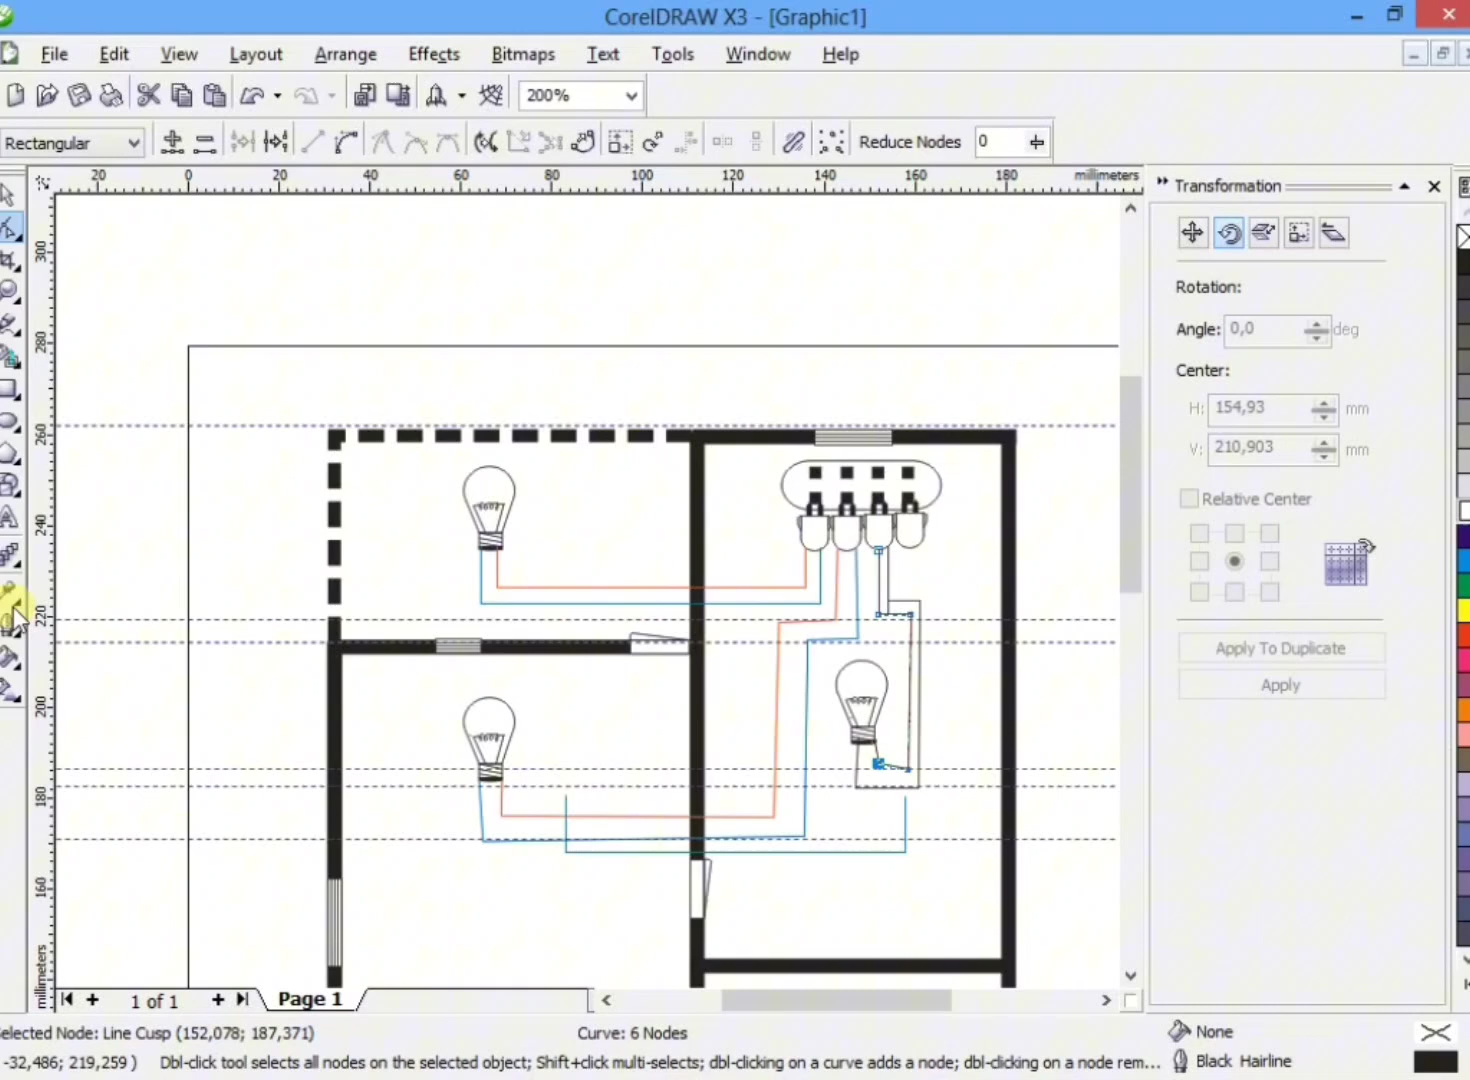 CorelDRAW X3 - [Graphic1]
File Edit View Layout Arrange Effects Bitmaps Text Tools Window Help
200%
Rectangular Reduce Nodes 0
20 0 20 40 60 80 100 120 140 160 180 millimeters
Transformation
Rotation:
Angle: 0,0 deg
Center:
H: 154,93 mm
V: 210,903 mm
Relative Center
Apply To Duplicate
Apply
300
280
260
240
220
200
180
160
millimeters
1 of 1 Page 1
elected Node: Line Cusp (152,078; 187,371) Curve: 6 Nodes None
-32,486; 219,259 ) Dbl-click tool selects all nodes on the selected object; Shift+click multi-selects; dbl-clicking on a curve adds a node; dbl-clicking on a node rem... Black Hairline